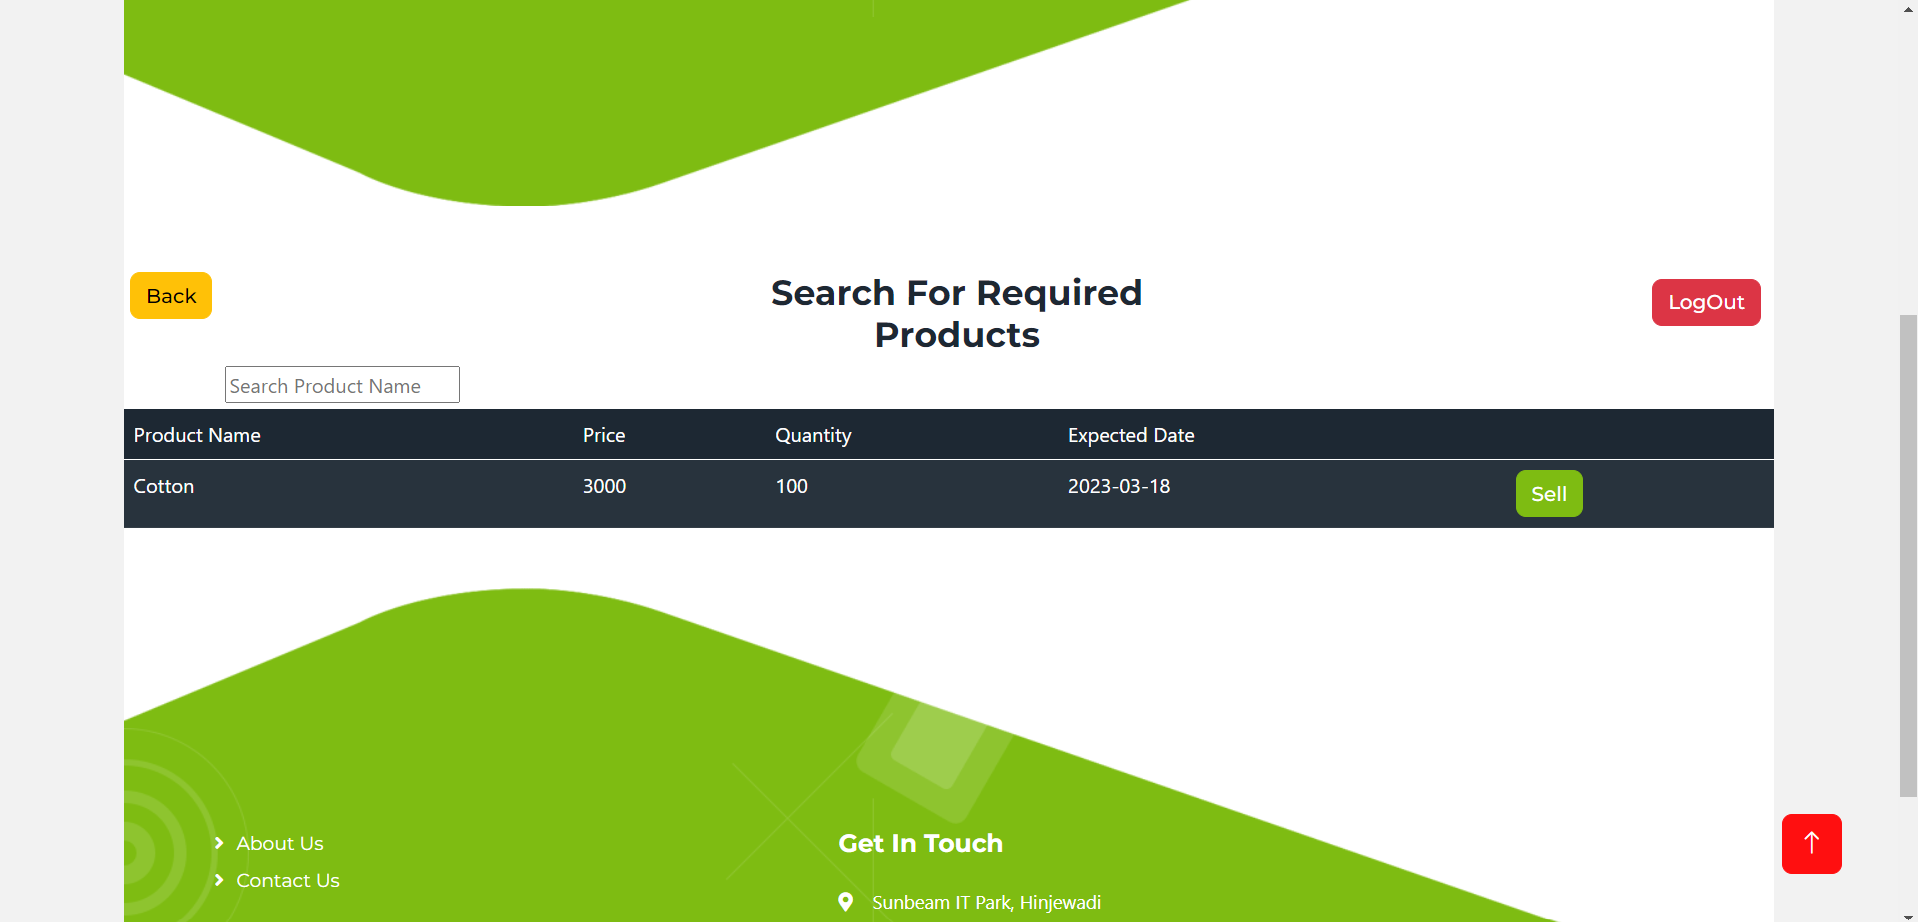 Back
Search For Required
Products
LogOut
Search Product Name
Product Name Price Quantity Expected Date
Cotton 3000 100 2023-03-18 Sell
About Us
Contact Us
Get In Touch
Sunbeam IT Park, Hinjewadi